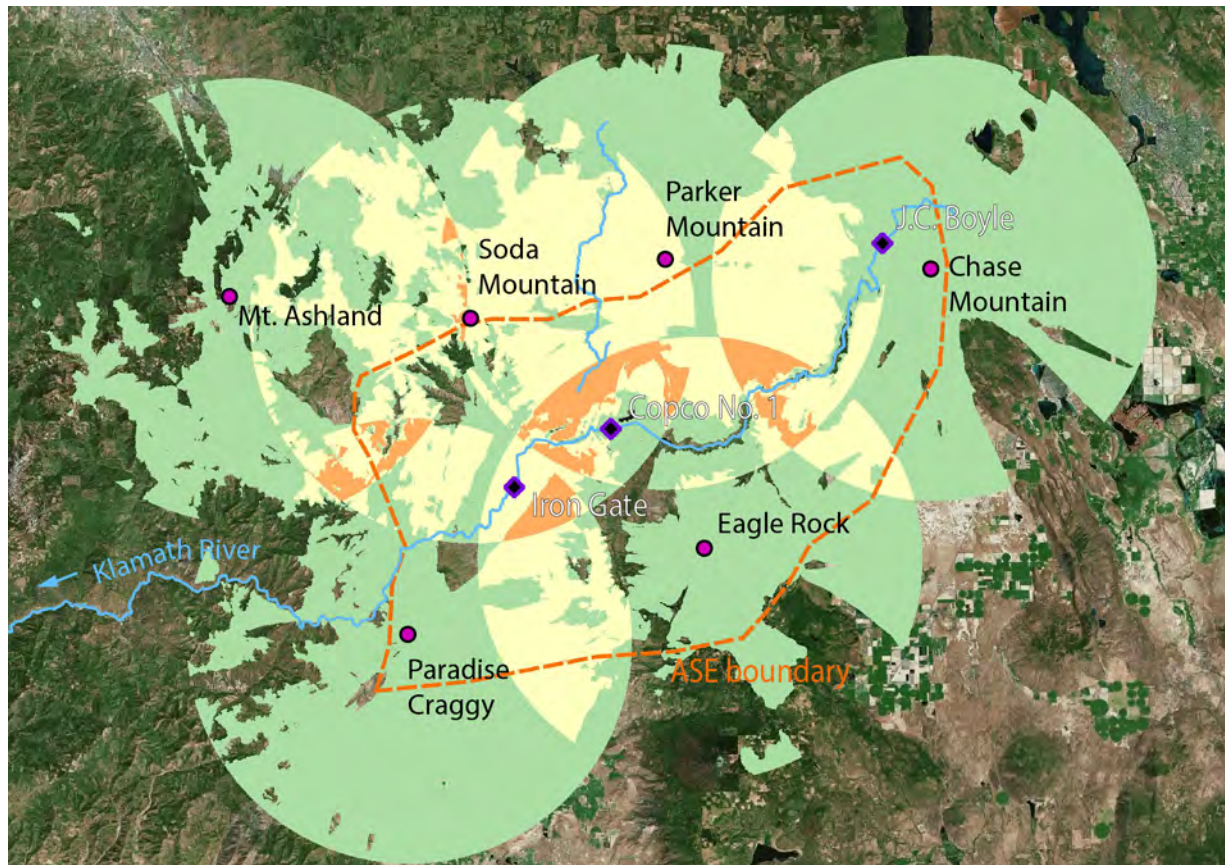 Parker
Mountain
J.C. Boyle
Soda
Mountain
Chase
Mountain
Mt. Ashland
Copco No. 1
Iron Gate
Eagle Rock
Klamath River
Paradise
Craggy
ASE boundary